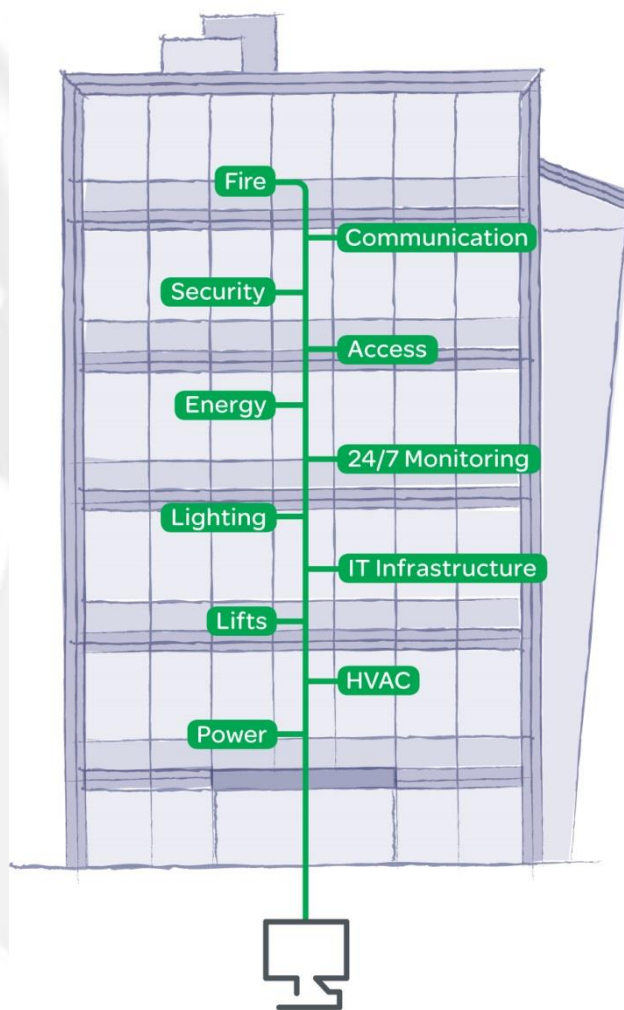 Fire
Communication
Security
Access
Energy
24/7 Monitoring
Lighting
IT Infrastructure
Lifts
HVAC
Power